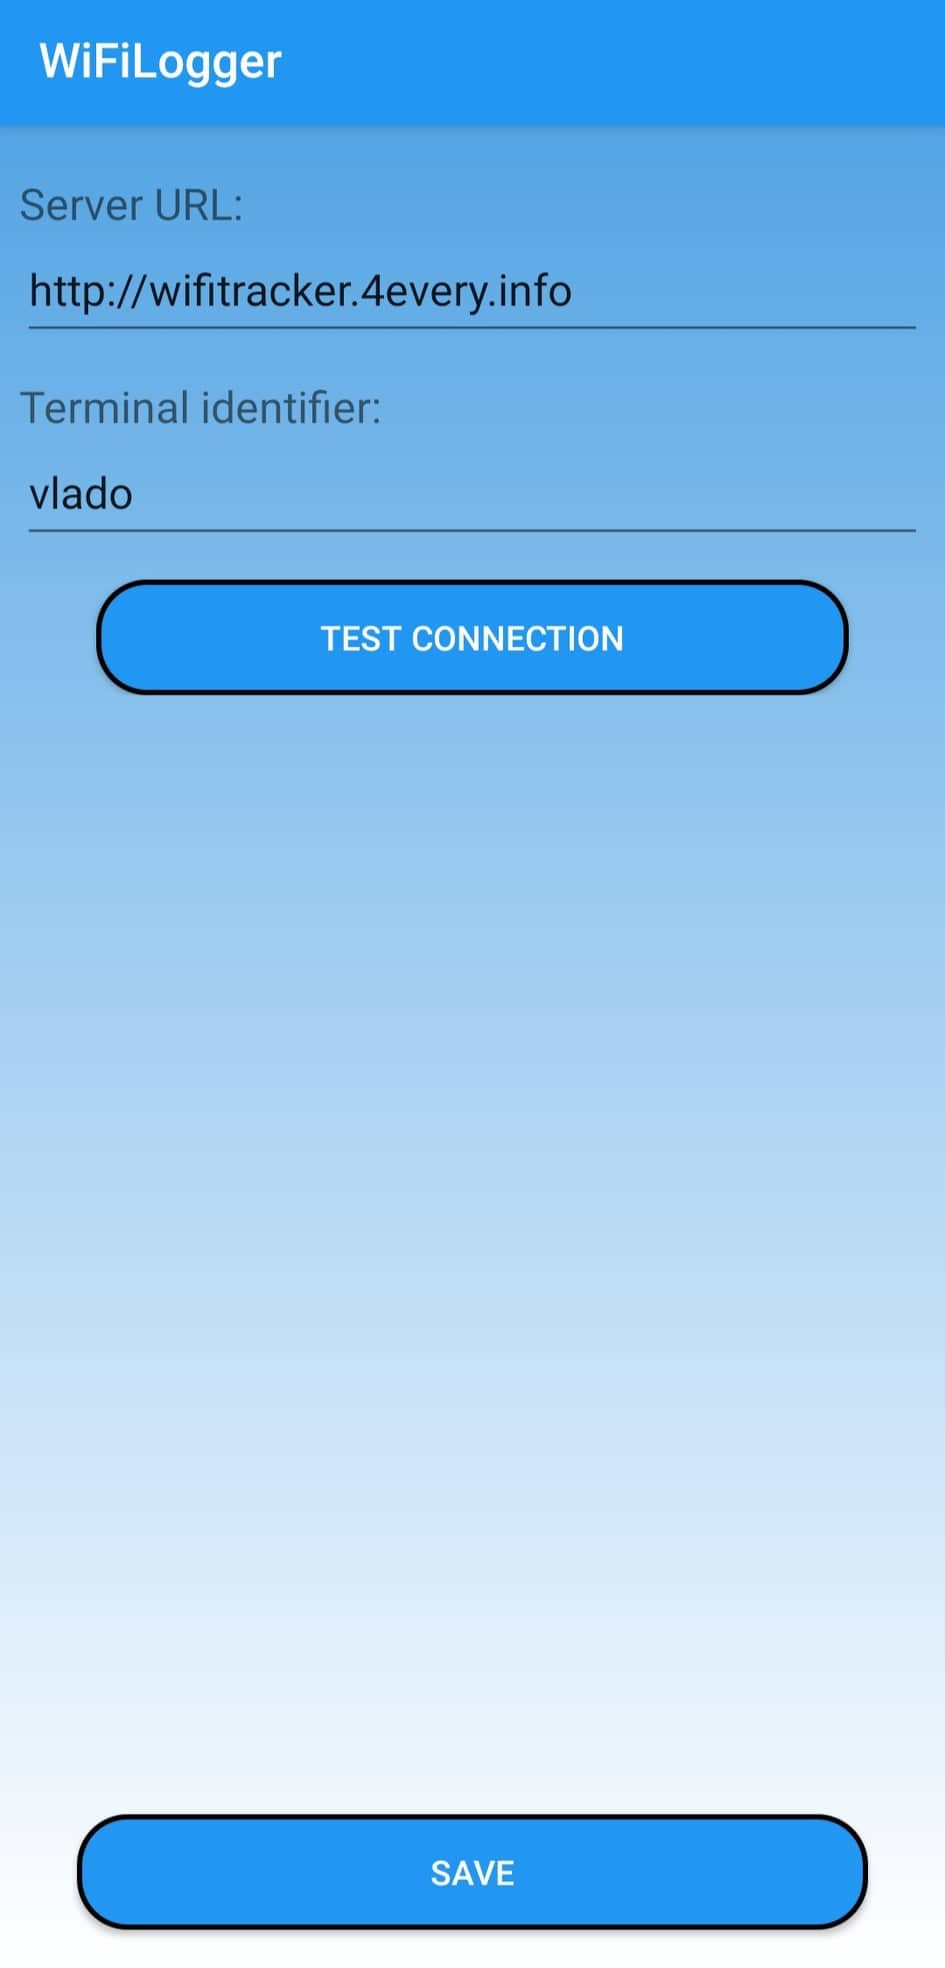 WiFiLogger
Server URL:
http://wifitracker.4every.info
Terminal identifier:
vlado
TEST CONNECTION
SAVE